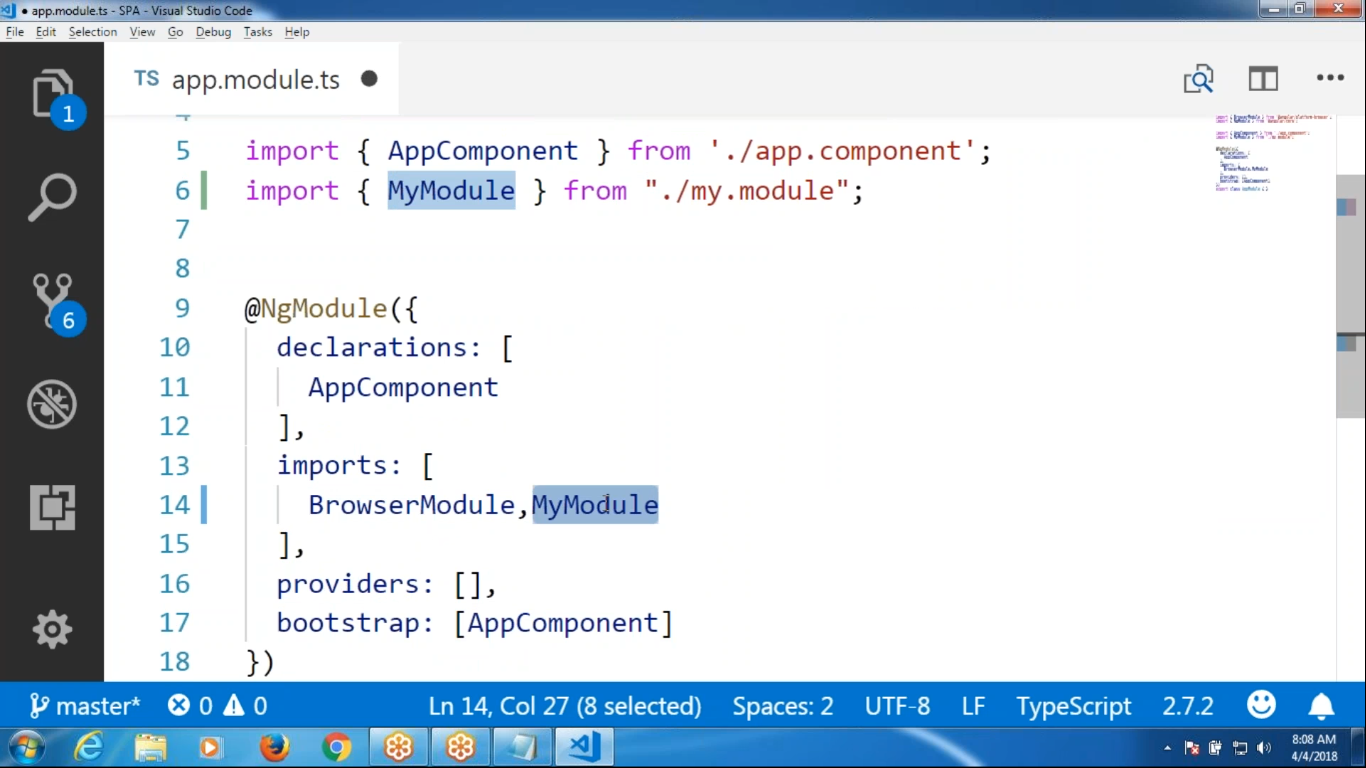 ● app.module.ts - SPA - Visual Studio Code
File Edit Selection View Go Debug Tasks Help
TS app.module.ts ●
1
4
5 import { AppComponent } from './app.component';
6 import { MyModule } from "./my.module";
7
8
9 @NgModule({
10 declarations: [
11 AppComponent
12 ],
13 imports: [
14 BrowserModule,MyModule
15 ],
16 providers: [],
17 bootstrap: [AppComponent]
18 })
6
master* 0 0 Ln 14, Col 27 (8 selected) Spaces: 2 UTF-8 LF TypeScript 2.7.2
8:08 AM
4/4/2018